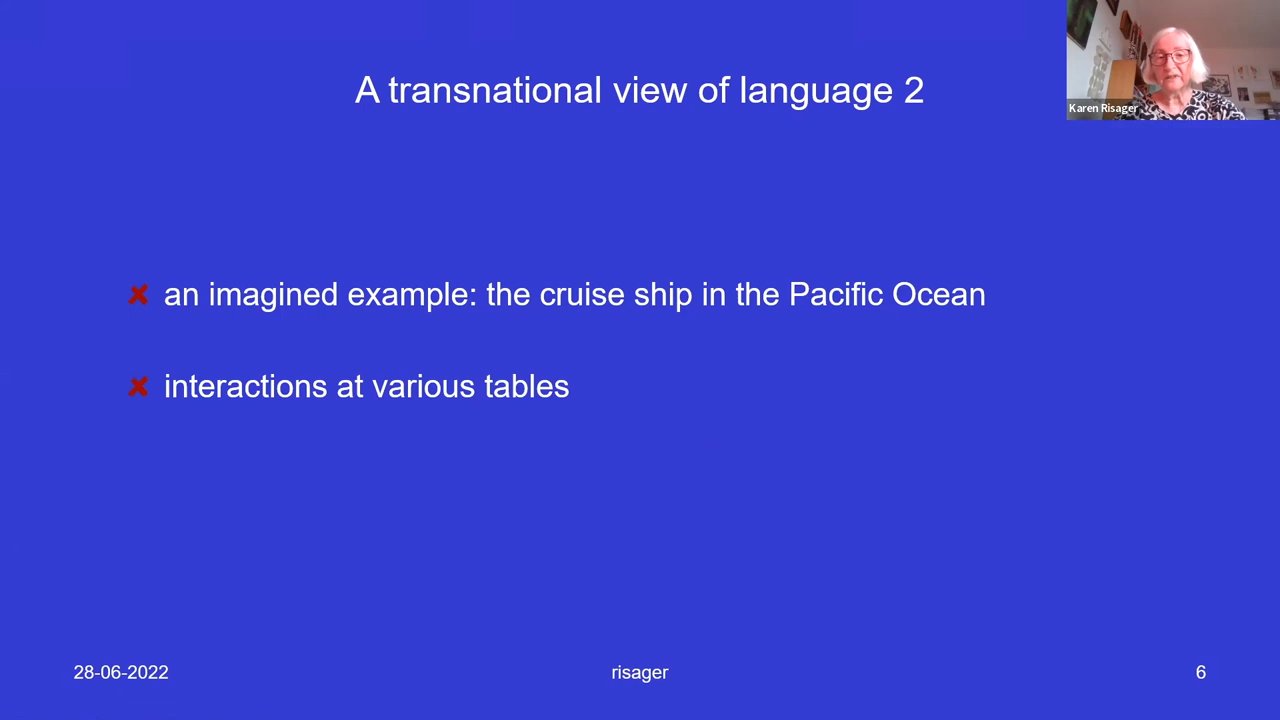 A transnational view of language 2
Karen Risager
✘ an imagined example: the cruise ship in the Pacific Ocean
✘ interactions at various tables
28-06-2022
risager
6